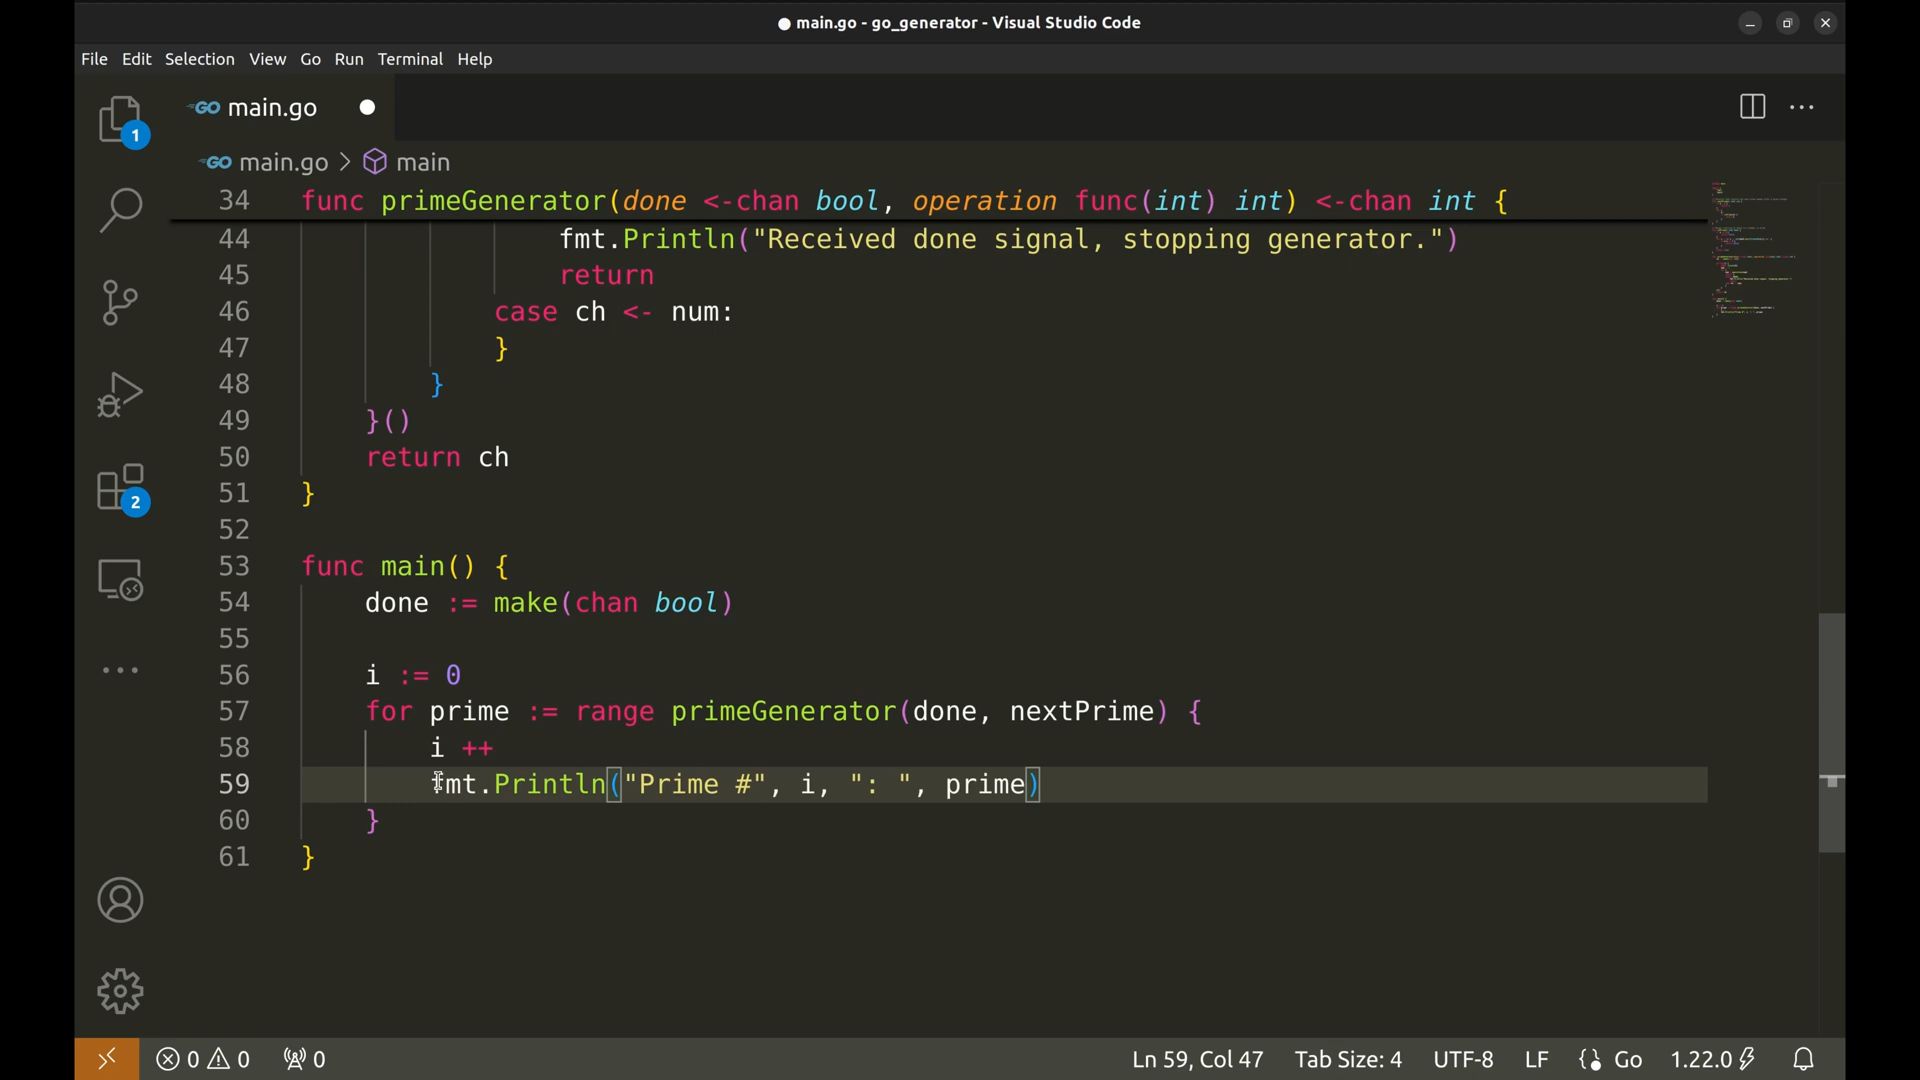 main.go - go_generator - Visual Studio Code
File Edit Selection View Go Run Terminal Help
GO main.go
GO main.go > main
34 func primeGenerator(done <-chan bool, operation func(int) int) <-chan int {
44 fmt.Println("Received done signal, stopping generator.")
45 return
46 case ch <- num:
47 }
48 }
49 }()
50 return ch
51 }
52
53 func main() {
54 done := make(chan bool)
55
56 i := 0
57 for prime := range primeGenerator(done, nextPrime) {
58 i ++
59 fmt.Println("Prime #", i, ": ", prime)
60 }
61 }
1
2
0 0 0 Ln 59, Col 47 Tab Size: 4 UTF-8 LF {} Go 1.22.0